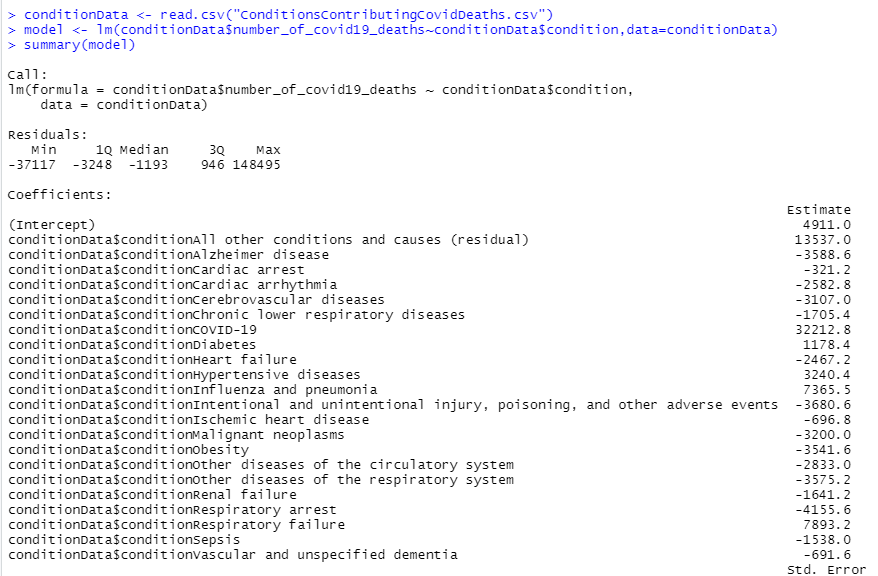 > conditionData <- read.csv("ConditionsContributingCovidDeaths.csv")
> model <- lm(conditionData$number_of_covid19_deaths~conditionData$condition,data=conditionData)
> summary(model)

Call:
lm(formula = conditionData$number_of_covid19_deaths ~ conditionData$condition,
    data = conditionData)

Residuals:
   Min     1Q Median     3Q    Max
-37117  -3248  -1193    946 148495

Coefficients:
Estimate
(Intercept) 4911.0
conditionData$conditionAll other conditions and causes (residual) 13537.0
conditionData$conditionAlzheimer disease -3588.6
conditionData$conditionCardiac arrest -321.2
conditionData$conditionCardiac arrhythmia -2582.8
conditionData$conditionCerebrovascular diseases -3107.0
conditionData$conditionChronic lower respiratory diseases -1705.4
conditionData$conditionCOVID-19 32212.8
conditionData$conditionDiabetes 1178.4
conditionData$conditionHeart failure -2467.2
conditionData$conditionHypertensive diseases 3240.4
conditionData$conditionInfluenza and pneumonia 7365.5
conditionData$conditionIntentional and unintentional injury, poisoning, and other adverse events -3680.6
conditionData$conditionIschemic heart disease -696.8
conditionData$conditionMalignant neoplasms -3200.0
conditionData$conditionObesity -3541.6
conditionData$conditionOther diseases of the circulatory system -2833.0
conditionData$conditionOther diseases of the respiratory system -3575.2
conditionData$conditionRenal failure -1641.2
conditionData$conditionRespiratory arrest -4155.6
conditionData$conditionRespiratory failure 7893.2
conditionData$conditionSepsis -1538.0
conditionData$conditionVascular and unspecified dementia -691.6
Std. Error